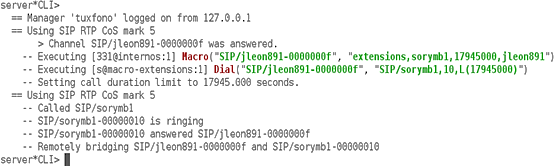 server*CLI>
== Manager 'tuxfono' logged on from 127.0.0.1
== Using SIP RTP CoS mark 5
> Channel SIP/jleon891-0000000f was answered.
-- Executing [331@internos:1] Macro("SIP/jleon891-0000000f", "extensions,sorymb1,17945000,jleon891")
-- Executing [s@macro-extensions:1] Dial("SIP/jleon891-0000000f", "SIP/sorymb1,10,L(17945000)")
-- Setting call duration limit to 17945.000 seconds.
== Using SIP RTP CoS mark 5
-- Called SIP/sorymb1
-- SIP/sorymb1-00000010 is ringing
-- SIP/sorymb1-00000010 answered SIP/jleon891-0000000f
-- Remotely bridging SIP/jleon891-0000000f and SIP/sorymb1-00000010
server*CLI>